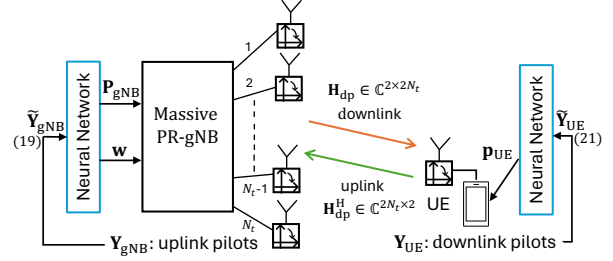 Ỹ_gNB
(19)
Neural Network
P_gNB
w
Massive
PR-gNB
1
2
N_t-1
N_t
H_dp ∈ ℂ^{2×2N_t}
downlink
uplink
H_dp^H ∈ ℂ^{2N_t×2}
UE
p_UE
Neural Network
Ỹ_UE
(21)
Y_gNB: uplink pilots
Y_UE: downlink pilots